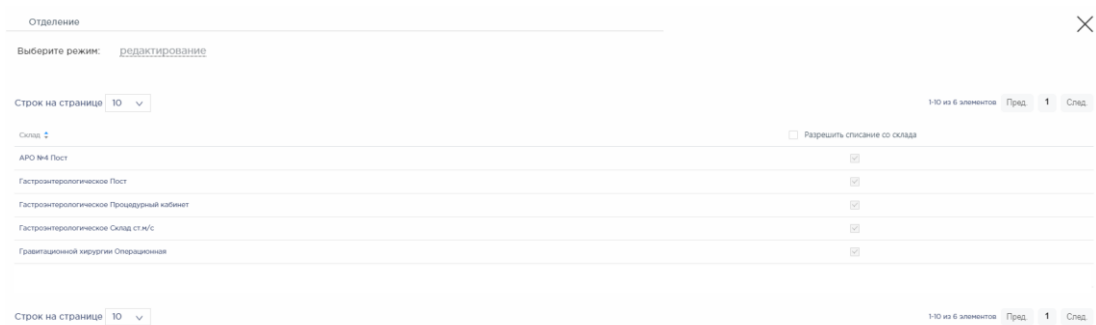 Отделение
Выберите режим: редактирование
Строк на странице 10
1-10 из 6 элементов Пред. 1 След.
Склад Разрешить списание со склада
АРО №4 Пост
Гастроэнтерологическое Пост
Гастроэнтерологическое Процедурный кабинет
Гастроэнтерологическое Склад ст.м/с
Гравитационной хирургии Операционная
Строк на странице 10
1-10 из 6 элементов Пред. 1 След.